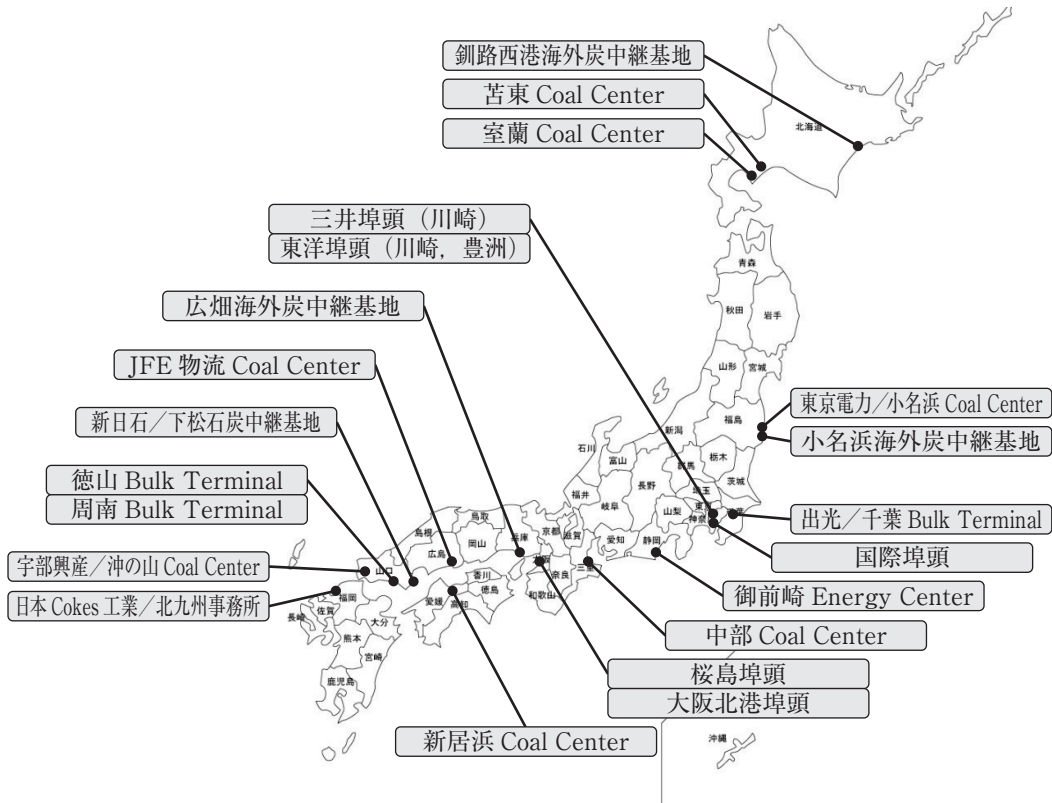 釧路西港海外炭中継基地
苫東 Coal Center
室蘭 Coal Center
北海道
三井埠頭（川崎）
東洋埠頭（川崎，豊洲）
青森
広畑海外炭中継基地
秋田
岩手
JFE 物流 Coal Center
山形
宮城
新日石／下松石炭中継基地
東京電力／小名浜 Coal Center
福島
新潟
小名浜海外炭中継基地
石川
富山
群馬
栃木
長野
茨城
埼玉
徳山 Bulk Terminal
周南 Bulk Terminal
福井
岐阜
山梨
東京
神奈
出光／千葉 Bulk Terminal
鳥取
島根
岡山
兵庫
京都
滋賀
愛知
静岡
国際埠頭
広島
大阪
宇部興産／沖の山 Coal Center
山口
香川
奈良
三重
徳島
和歌山
御前崎 Energy Center
日本 Cokes 工業／北九州事務所
福岡
愛媛
高知
佐賀
長崎
大分
中部 Coal Center
熊本
宮崎
桜島埠頭
鹿児島
大阪北港埠頭
新居浜 Coal Center
沖縄